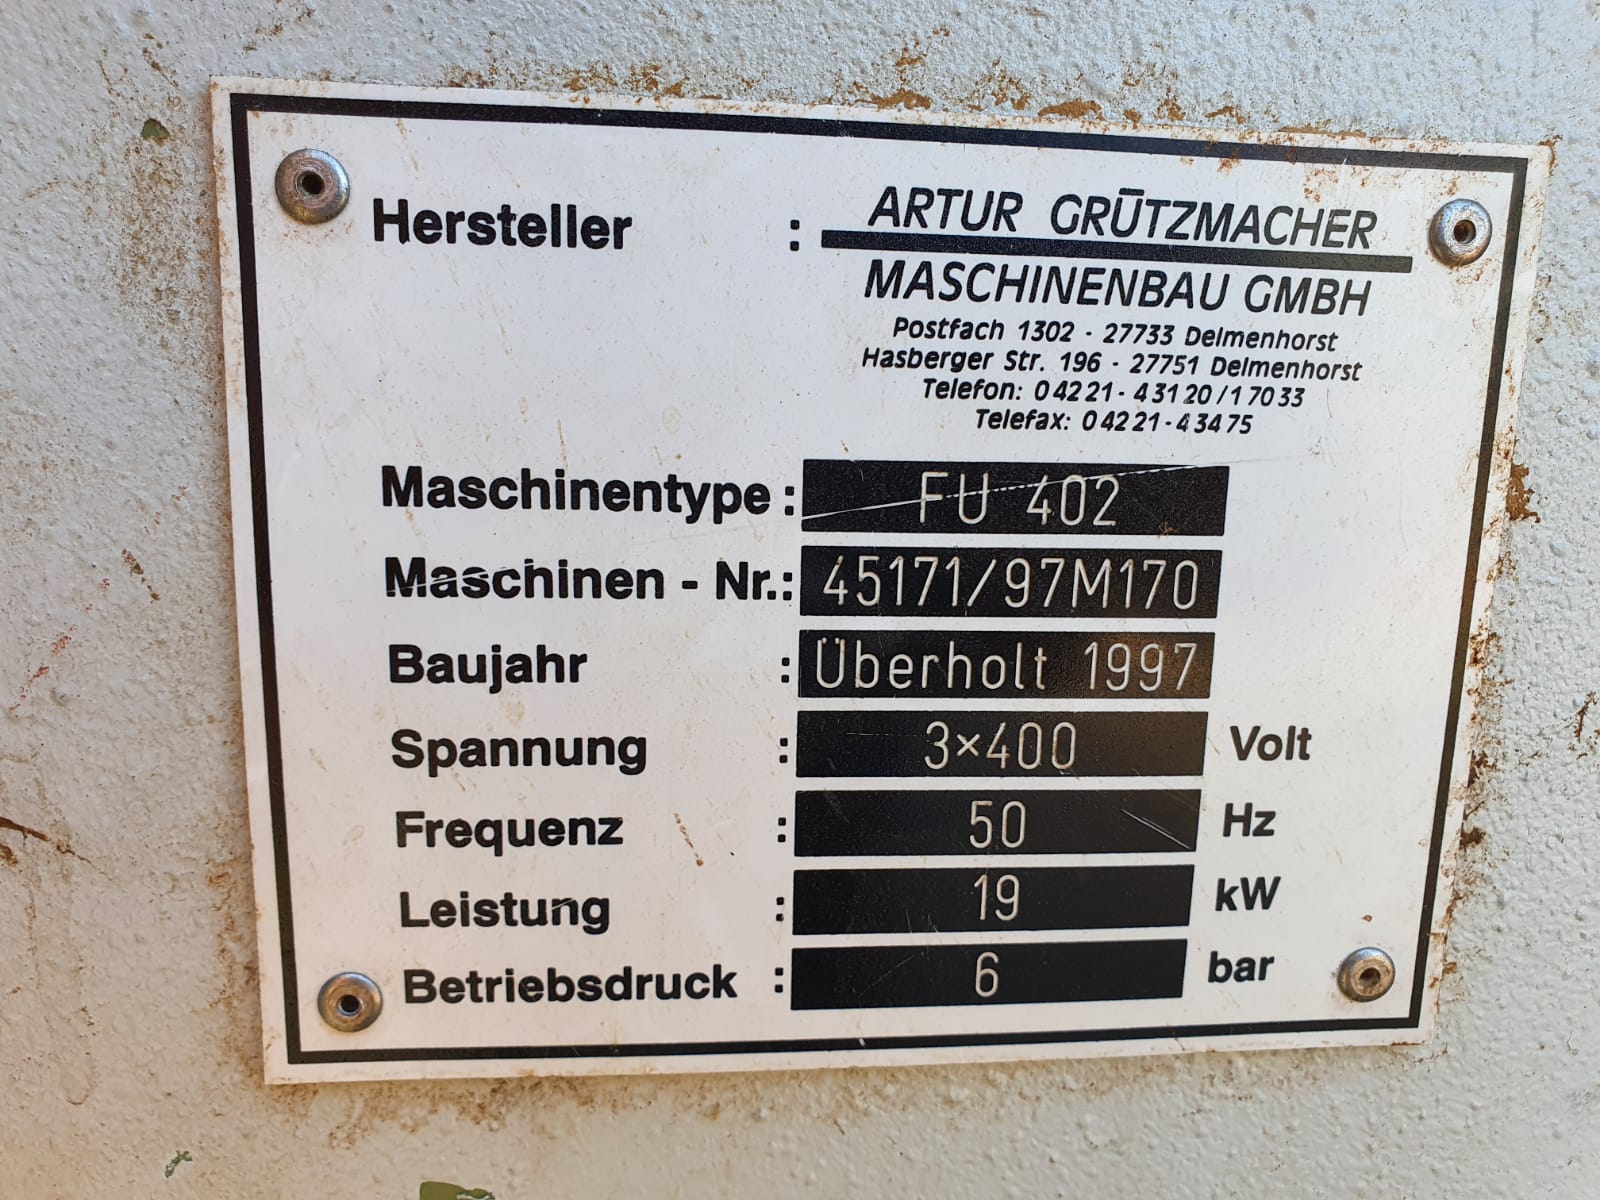 Hersteller : ARTUR GRŪTZMACHER
MASCHINENBAU GMBH
Postfach 1302 - 27733 Delmenhorst
Hasberger Str. 196 - 27751 Delmenhorst
Telefon: 04221-43120/17033
Telefax: 04221-43475
Maschinentype : FU 402
Maschinen - Nr.: 45171/97M170
Baujahr : Überholt 1997
Spannung : 3×400 Volt
Frequenz : 50 Hz
Leistung : 19 kW
Betriebsdruck : 6 bar